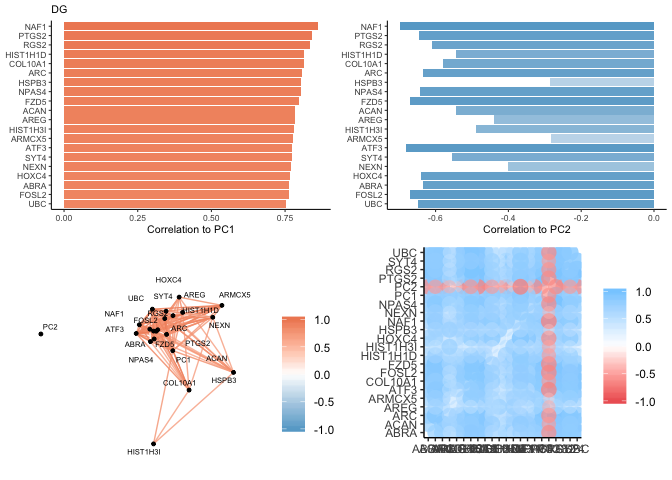 DG
NAF1
PTGS2
RGS2
HIST1H1D
COL10A1
ARC
HSPB3
NPAS4
FZD5
ACAN
AREG
HIST1H3I
ARMCX5
ATF3
SYT4
NEXN
HOXC4
ABRA
FOSL2
UBC
0.00 0.25 0.50 0.75
Correlation to PC1
NAF1
PTGS2
RGS2
HIST1H1D
COL10A1
ARC
HSPB3
NPAS4
FZD5
ACAN
AREG
HIST1H3I
ARMCX5
ATF3
SYT4
NEXN
HOXC4
ABRA
FOSL2
UBC
-0.6 -0.4 -0.2 0.0
Correlation to PC2
HOXC4
UBC SYT4 AREG ARMCX5
NAF1 RGS2 HIST1H1D
FOSL2 NEXN
PC2 ATF3 ARC
ABRA FZD5 PTGS2
NPAS4 PC1 ACAN
COL10A1 HSPB3
HIST1H3I
1.0
0.5
0.0
-0.5
-1.0
UBC
SYT4
RGS2
PTGS2
PC2
PC1
NPAS4
NEXN
NAF1
HSPB3
HOXC4
HIST1H3I
HIST1H1D
FZD5
FOSL2
COL10A1
ATF3
ARMCX5
AREG
ARC
ACAN
ABRA
1.0
0.5
0.0
-0.5
-1.0